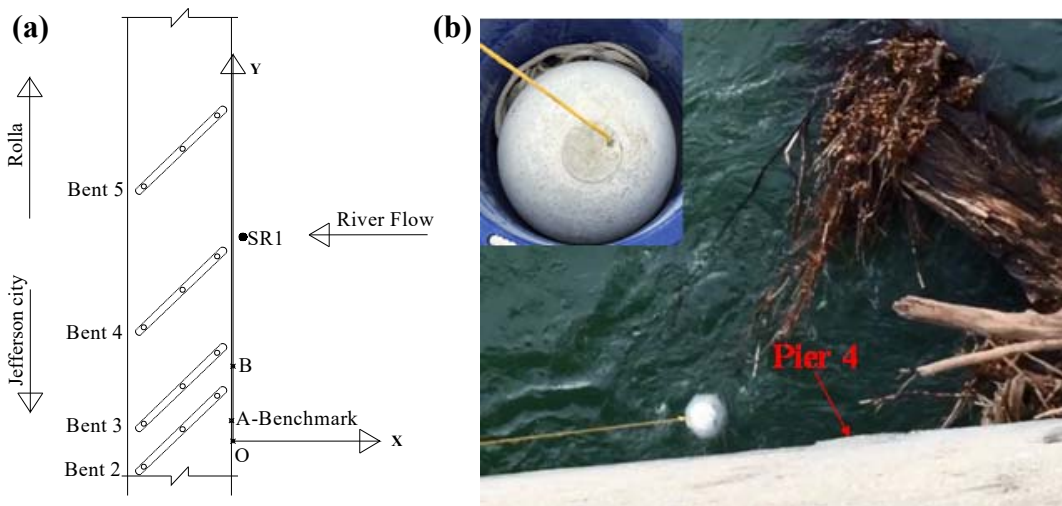 (a)
Y
Rolla
Bent 5
SR1
River Flow
Bent 4
Jefferson city
B
Bent 3
A-Benchmark
X
O
Bent 2
(b)
Pier 4